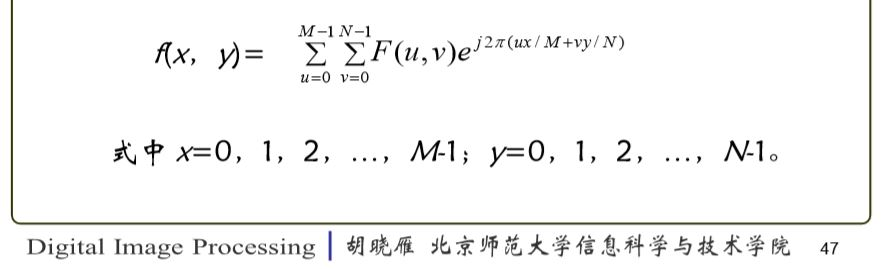 f(x, y)= \sum_{u=0}^{M-1} \sum_{v=0}^{N-1} F(u,v)e^{j2π(ux/M+vy/N)}
式中 x=0, 1, 2, …, M-1; y=0, 1, 2, …, N-1。
Digital Image Processing | 胡晓雁 北京师范大学信息科学与技术学院 47